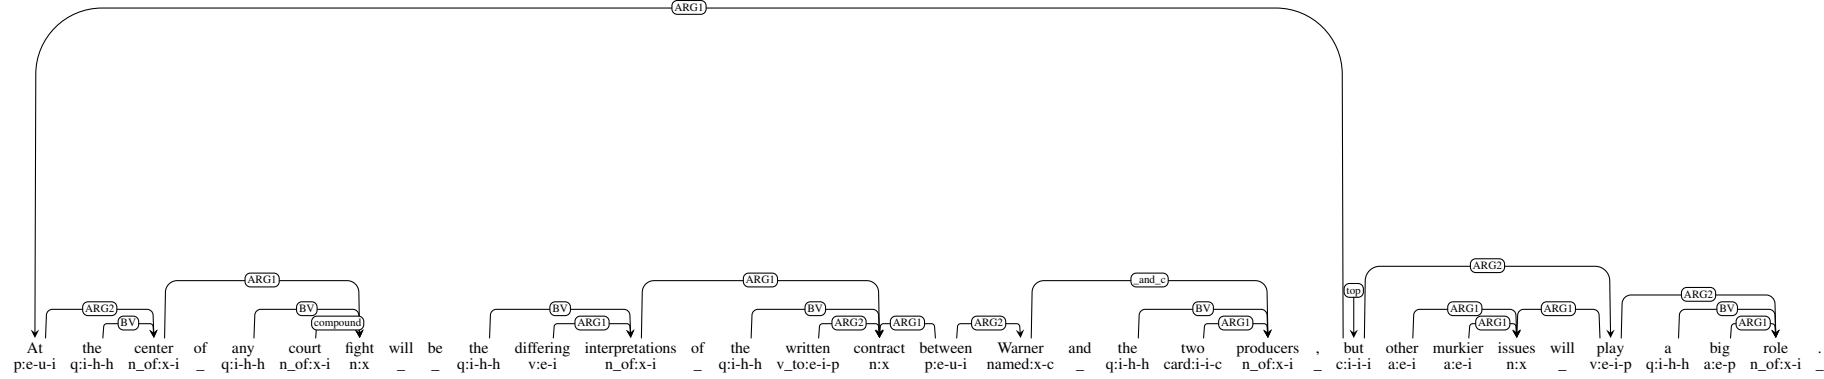 ARG1
ARG1 ARG1 _and_c ARG2
top
ARG2 BV BV BV BV ARG1 ARG1 ARG2 BV
BV compound ARG1 ARG2 ARG1 ARG2 ARG1 ARG1 ARG1
At the center of any court fight will be the differing interpretations of the written contract between Warner and the two producers , but other murkier issues will play a big role .
p:e-u-i q:i-h-h n_of:x-i _ q:i-h-h n_of:x-i n:x _ _ q:i-h-h v:e-i n_of:x-i _ q:i-h-h v_to:e-i-p n:x p:e-u-i named:x-c _ q:i-h-h card:i-i-c n_of:x-i _ c:i-i-i a:e-i a:e-i n:x _ v:e-i-p q:i-h-h a:e-p n_of:x-i _